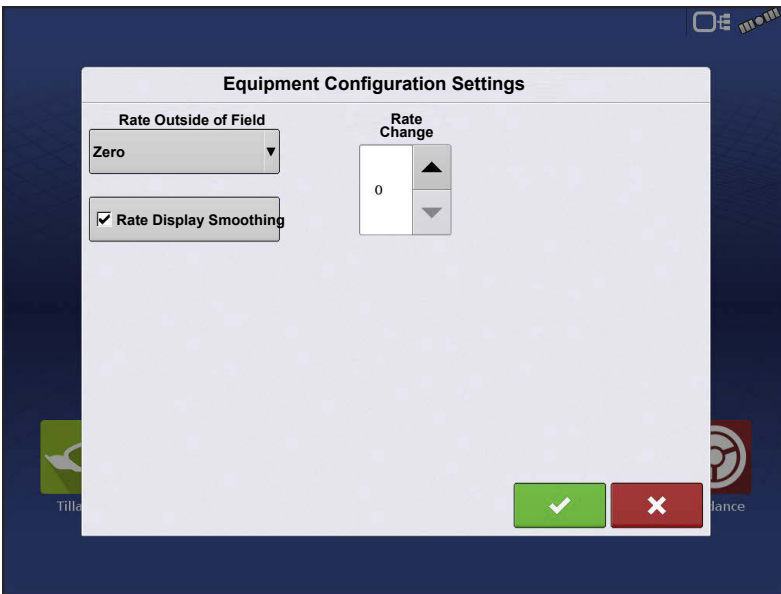 Equipment Configuration Settings
Rate Outside of Field
Zero
Rate Display Smoothing
Rate
Change
0
Tilla
dance